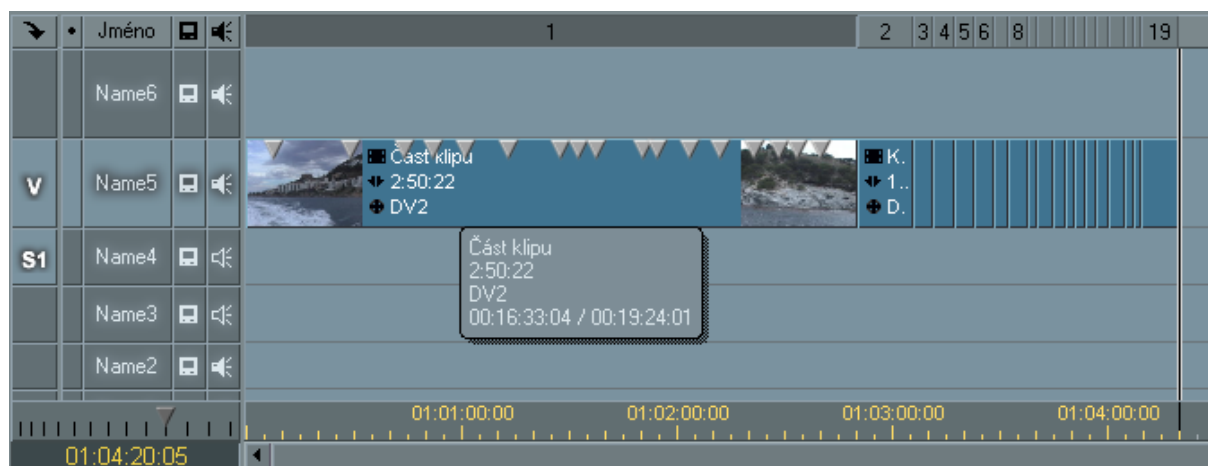 Jméno 1 2 3 4 5 6 8 19
Name6
V Name5
Část klipu
2:50:22
DV2
K.
1..
D.
S1 Name4
Část klipu
2:50:22
DV2
00:16:33:04 / 00:19:24:01
Name3
Name2
01:01:00:00 01:02:00:00 01:03:00:00 01:04:00:00
01:04:20:05